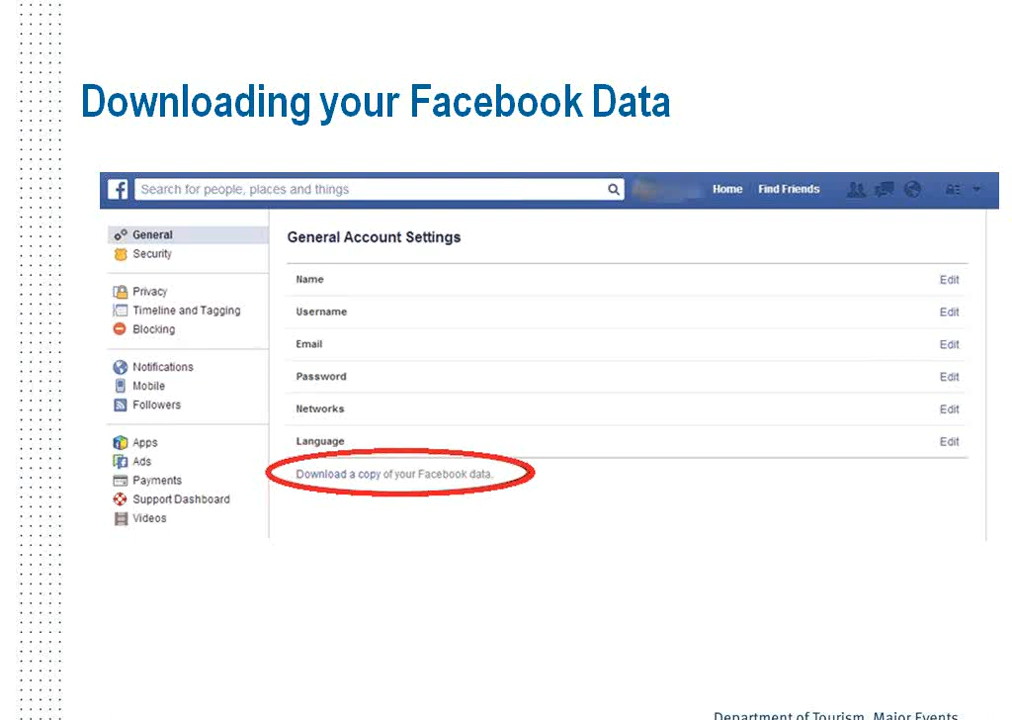 Downloading your Facebook Data
f Search for people, places and things Home Find Friends
General
Security
Privacy
Timeline and Tagging
Blocking
Notifications
Mobile
Followers
Apps
Ads
Payments
Support Dashboard
Videos
General Account Settings
Name Edit
Username Edit
Email Edit
Password Edit
Networks Edit
Language Edit
Download a copy of your Facebook data.
Department of Tourism, Major Events